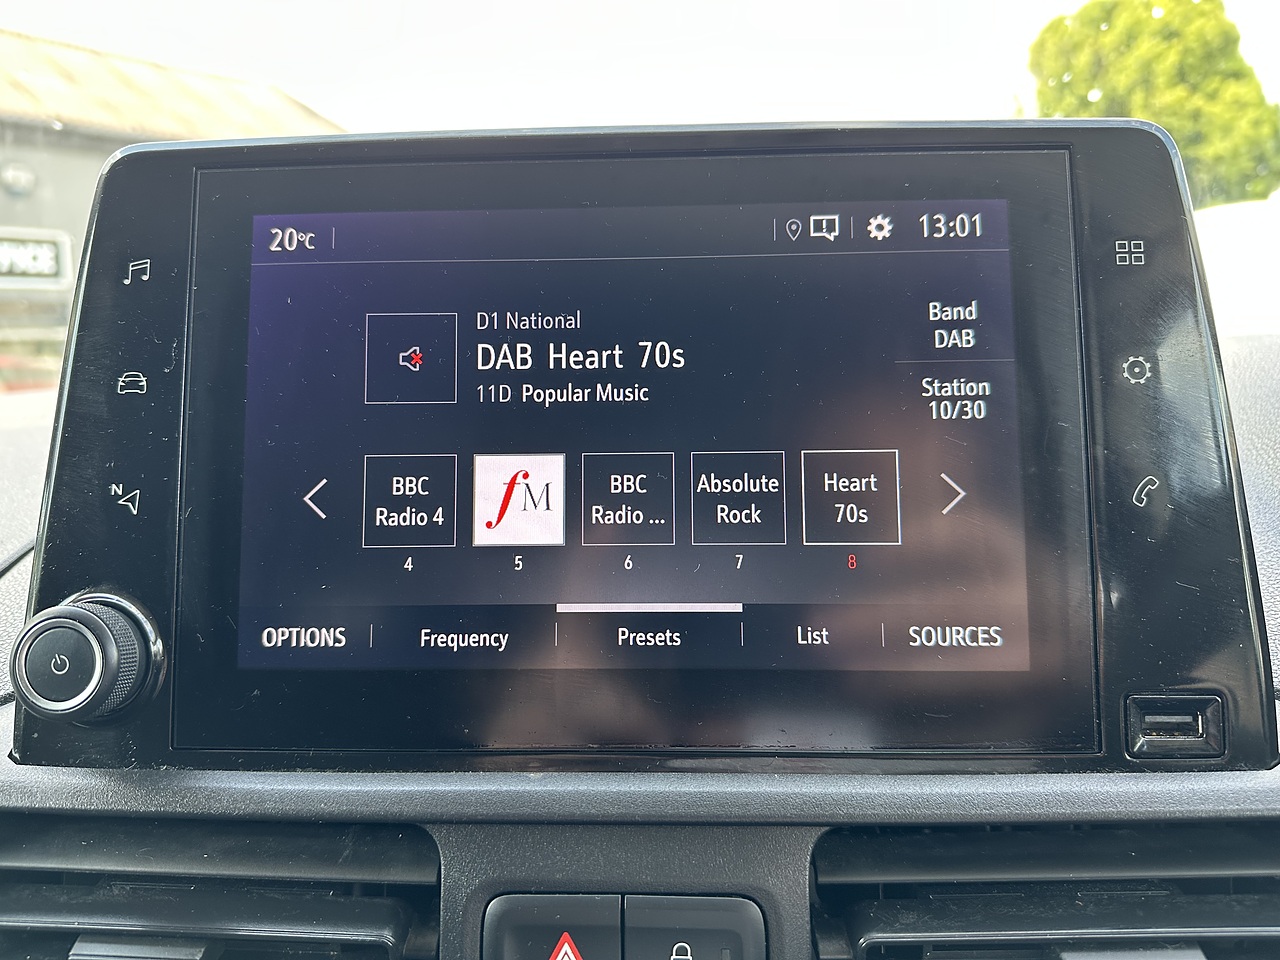 20°C
13:01
D1 National
DAB Heart 70s
11D Popular Music
Band
DAB
Station
10/30
BBC
Radio 4
fM
BBC
Radio ...
Absolute
Rock
Heart
70s
4
5
6
7
8
OPTIONS
Frequency
Presets
List
SOURCES
N